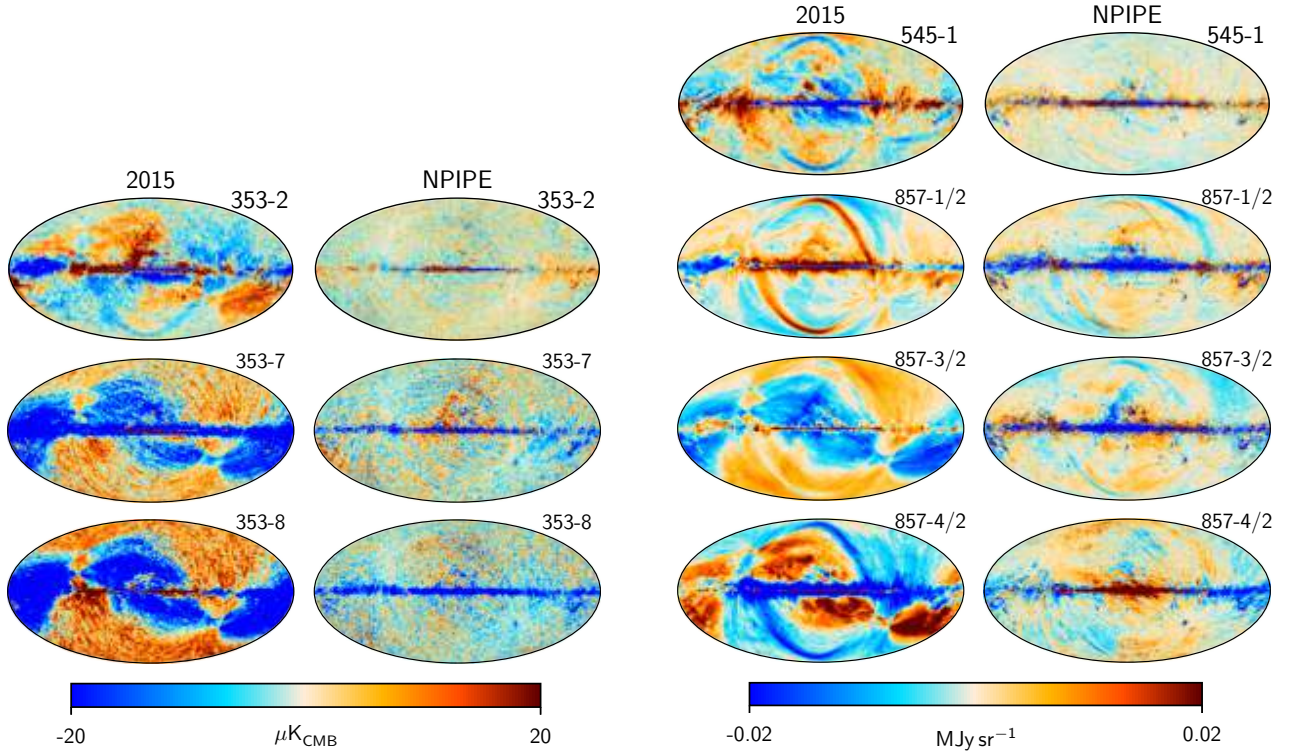 2015 NPIPE
545-1 545-1
2015 NPIPE
353-2 353-2
857-1/2 857-1/2
353-7 353-7
857-3/2 857-3/2
353-8 353-8
857-4/2 857-4/2
-20 μK_CMB 20
-0.02 MJy sr⁻¹ 0.02